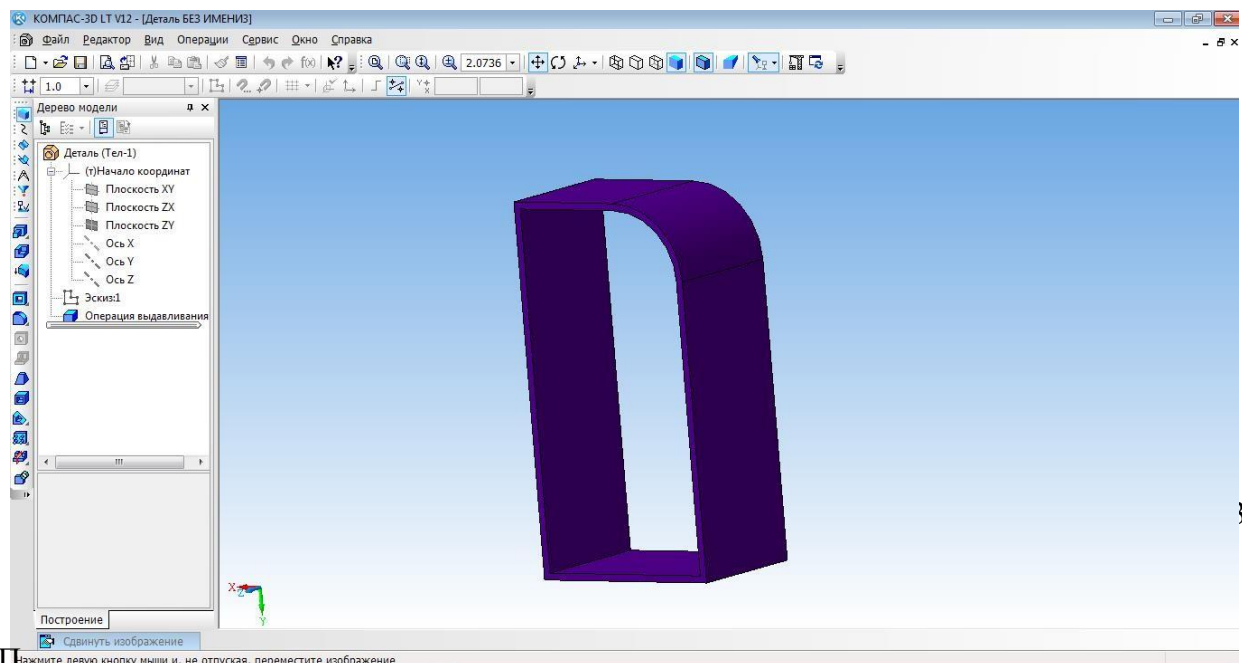 КОМПАС-3D LT V12 - [Деталь БЕЗ ИМЕНИ3]
Файл Редактор Вид Операции Сервис Окно Справка
2.0736
1.0
Дерево модели
Деталь (Тел-1)
(т)Начало координат
Плоскость XY
Плоскость ZX
Плоскость ZY
Ось X
Ось Y
Ось Z
Эскиз:1
Операция выдавливания
X Z
Y
Построение
Сдвинуть изображение
Нажмите левую кнопку мыши и, не отпуская, переместите изображение